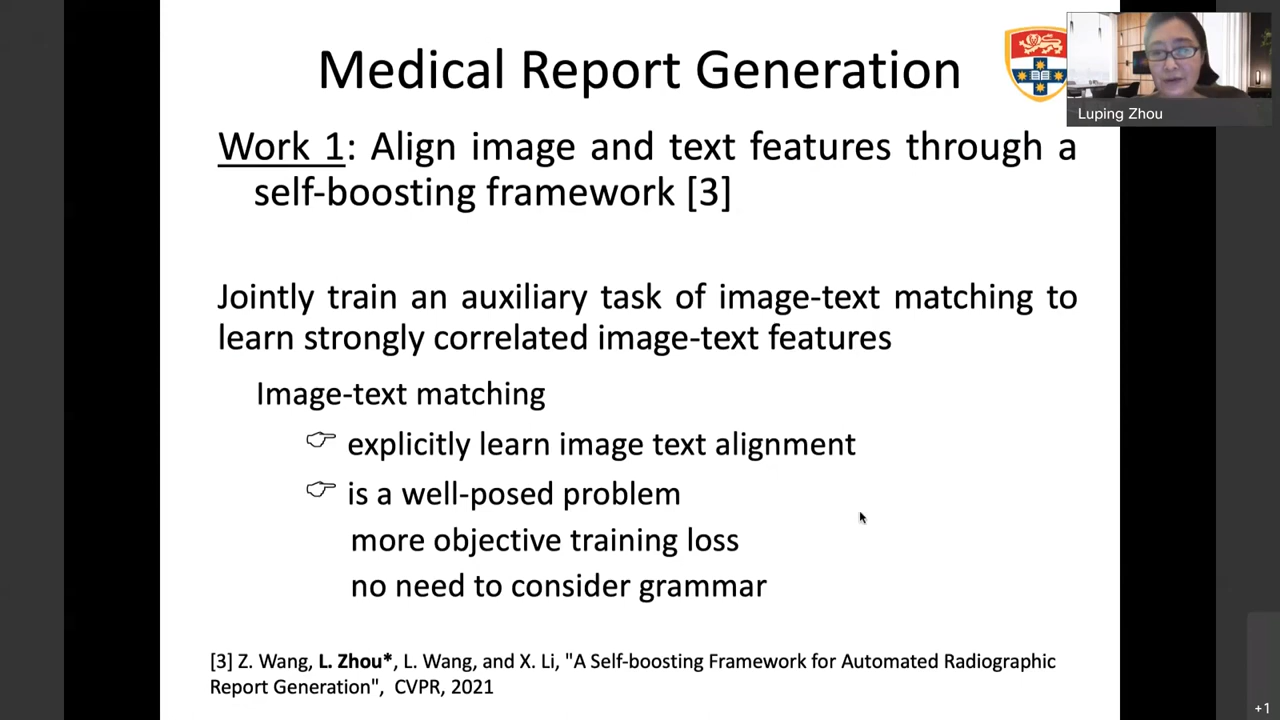 Medical Report Generation
Luping Zhou
Work 1: Align image and text features through a
self-boosting framework [3]
Jointly train an auxiliary task of image-text matching to
learn strongly correlated image-text features
Image-text matching
☞ explicitly learn image text alignment
☞ is a well-posed problem
more objective training loss
no need to consider grammar
[3] Z. Wang, L. Zhou*, L. Wang, and X. Li, "A Self-boosting Framework for Automated Radiographic
Report Generation", CVPR, 2021
+1